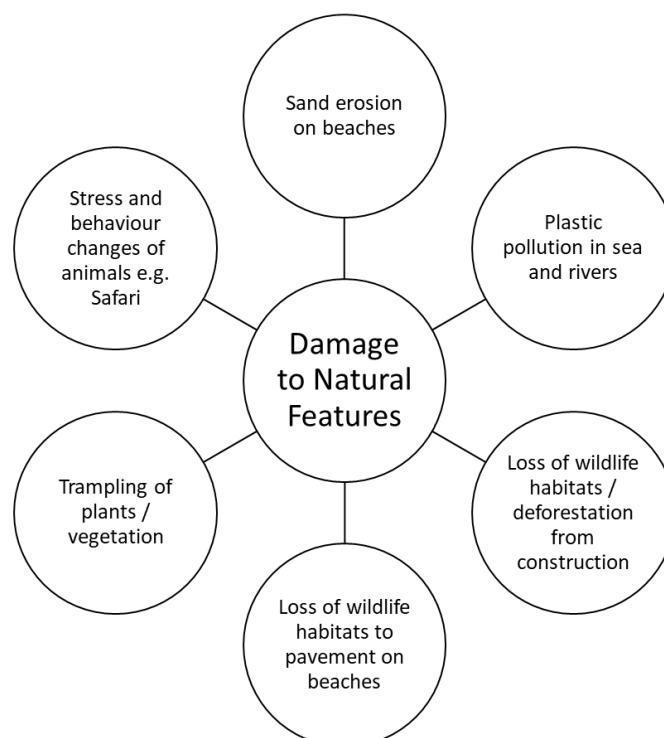 Sand erosion
on beaches
Plastic
pollution in sea
and rivers
Loss of wildlife
habitats /
deforestation
from
construction
Loss of wildlife
habitats to
pavement on
beaches
Trampling of
plants /
vegetation
Stress and
behaviour
changes of
animals e.g.
Safari
Damage
to Natural
Features